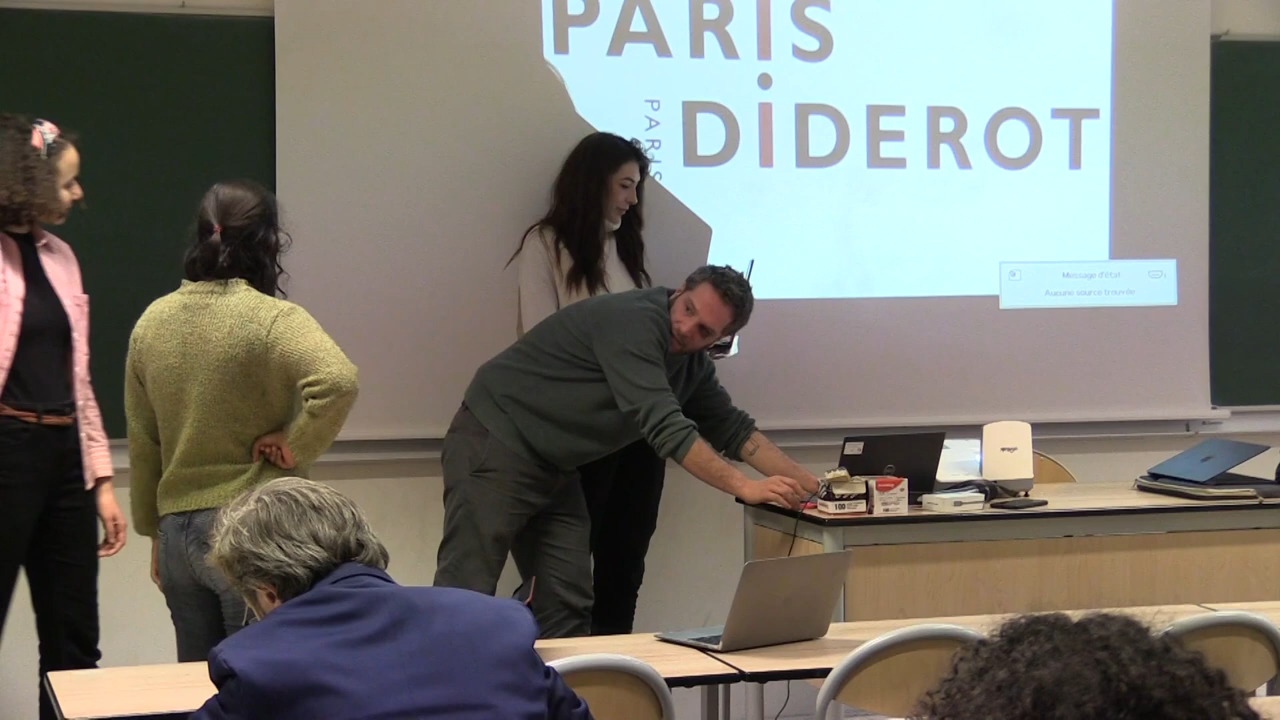 PARIS
DIDEROT
PARIS
Message d'état
Aucune source trouvée
100